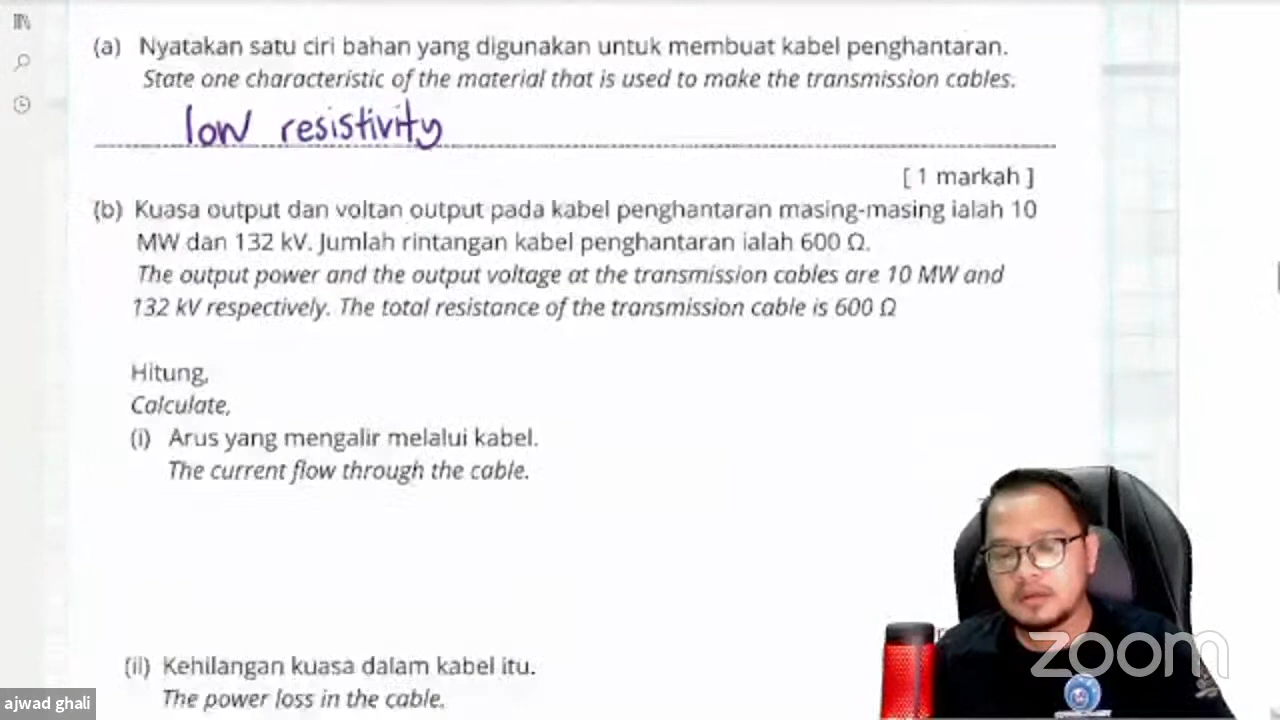 (a) Nyatakan satu ciri bahan yang digunakan untuk membuat kabel penghantaran.
State one characteristic of the material that is used to make the transmission cables.
low resistivity
[ 1 markah ]
(b) Kuasa output dan voltan output pada kabel penghantaran masing-masing ialah 10
MW dan 132 kV. Jumlah rintangan kabel penghantaran ialah 600 Ω.
The output power and the output voltage at the transmission cables are 10 MW and
132 kV respectively. The total resistance of the transmission cable is 600 Ω
Hitung,
Calculate,
(i) Arus yang mengalir melalui kabel.
The current flow through the cable.
(ii) Kehilangan kuasa dalam kabel itu.
The power loss in the cable.
zoom
ajwad ghali